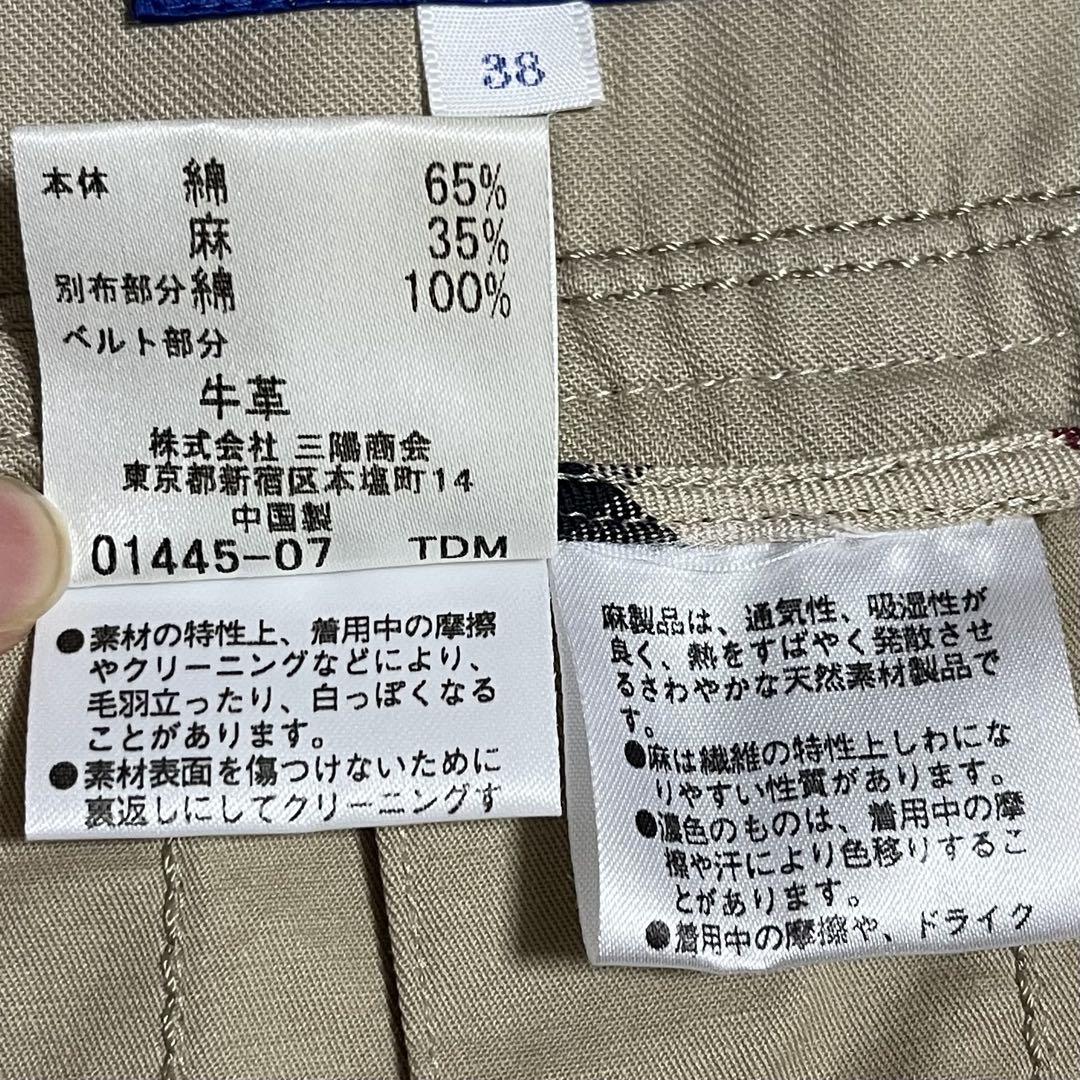 38
本体 綿 65%
麻 35%
別布部分綿 100%
ベルト部分
牛革
株式会社 三陽商会
東京都新宿区本塩町14
中国製
01445-07 TDM
●素材の特性上、着用中の摩擦
やクリーニングなどにより、
毛羽立ったり、白っぽくなる
ことがあります。
●素材表面を傷つけないために
裏返しにしてクリーニングす
麻製品は、通気性、吸湿性が
良く、熱をすばやく発散させ
るさわやかな天然素材製品で
す。
●麻は繊維の特性上しわにな
りやすい性質があります。
●濃色のものは、着用中の摩
擦や汗により色移りするこ
とがあります。
●着用中の摩擦や、ドライク